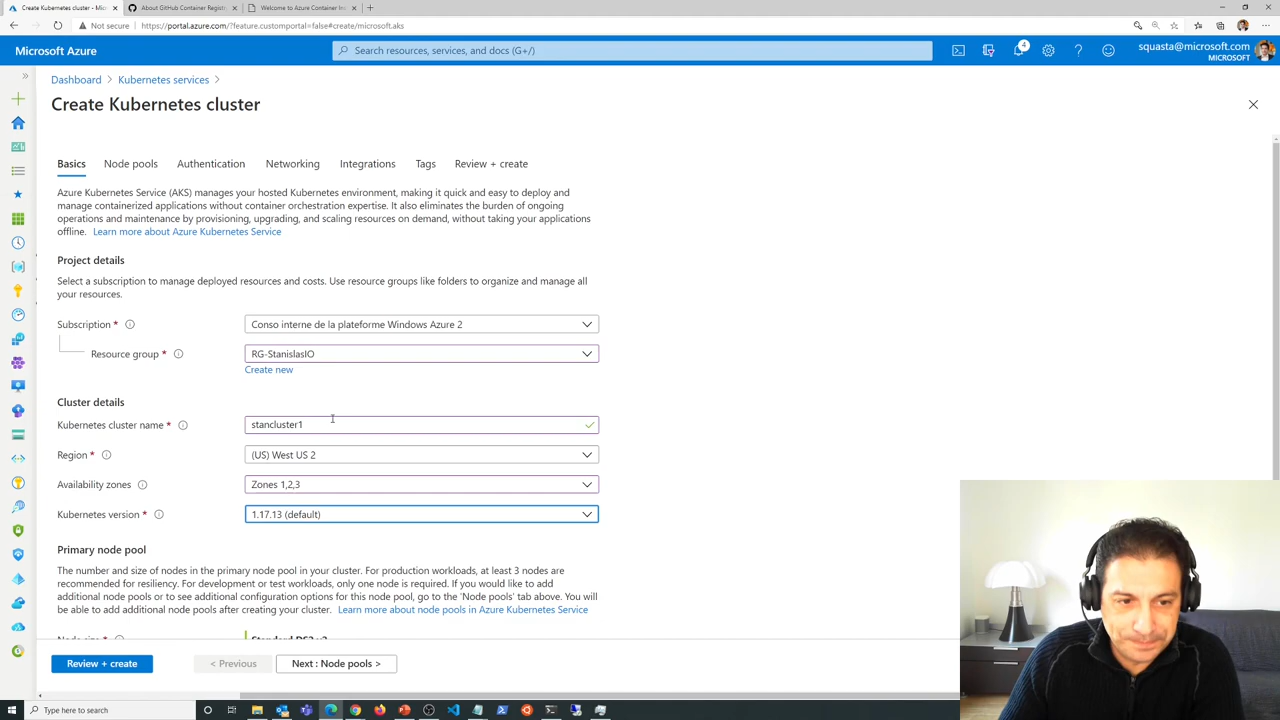 Create Kubernetes cluster - Mic
About GitHub Container Regist
Welcome to Azure Container Ins
Not secure
https://portal.azure.com/?feature.customportal=false#create/microsoft.aks
Microsoft Azure
Search resources, services, and docs (G+/)
4
squasta@microsoft.com
MICROSOFT
Dashboard > Kubernetes services >
Create Kubernetes cluster
Basics Node pools Authentication Networking Integrations Tags Review + create
Azure Kubernetes Service (AKS) manages your hosted Kubernetes environment, making it quick and easy to deploy and
manage containerized applications without container orchestration expertise. It also eliminates the burden of ongoing
operations and maintenance by provisioning, upgrading, and scaling resources on demand, without taking your applications
offline. Learn more about Azure Kubernetes Service
Project details
Select a subscription to manage deployed resources and costs. Use resource groups like folders to organize and manage all
your resources.
Subscription * Conso interne de la plateforme Windows Azure 2
Resource group * RG-StanislasIO
Create new
Cluster details
Kubernetes cluster name * stancluster1
Region * (US) West US 2
Availability zones Zones 1,2,3
Kubernetes version * 1.17.13 (default)
Primary node pool
The number and size of nodes in the primary node pool in your cluster. For production workloads, at least 3 nodes are
recommended for resiliency. For development or test workloads, only one node is required. If you would like to add
additional node pools or to see additional configuration options for this node pool, go to the 'Node pools' tab above. You will
be able to add additional node pools after creating your cluster. Learn more about node pools in Azure Kubernetes Service
Node size * Standard DS2 v2
Review + create
< Previous
Next : Node pools >
Type here to search